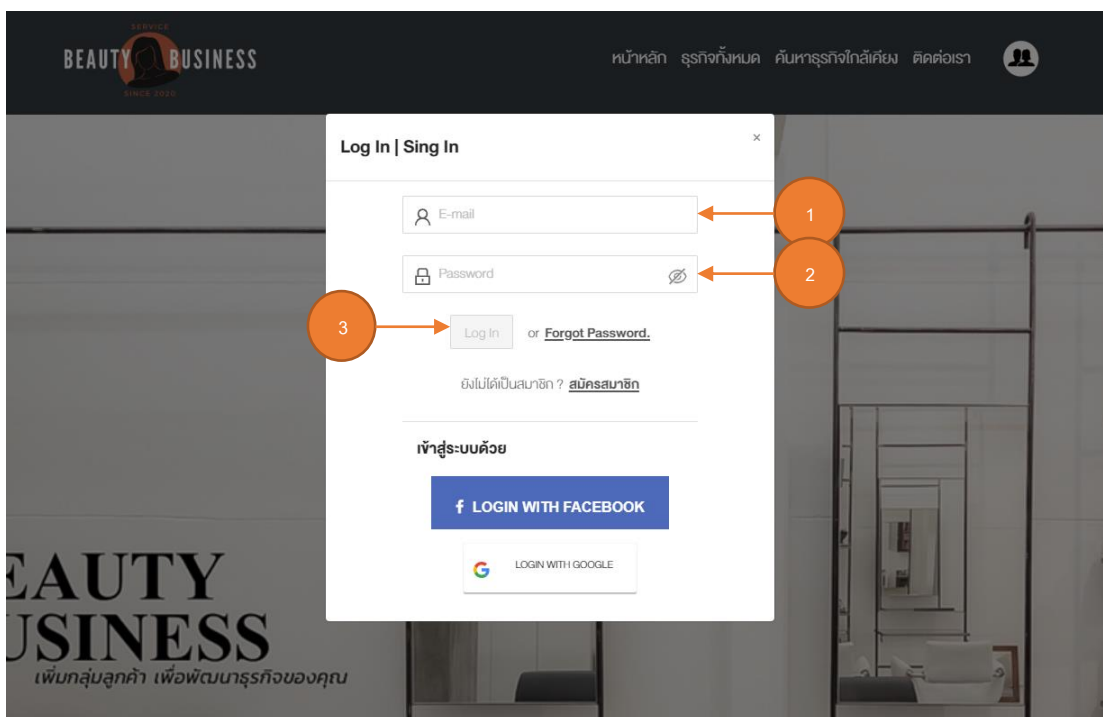 SERVICE
BEAUTY BUSINESS
SINCE 2020
หน้าหลัก ธุรกิจทั้งหมด ค้นหาธุรกิจใกล้เคียง ติดต่อเรา
Log In | Sing In ×
E-mail 1
Password 2
3 Log In or Forgot Password.
ยังไม่ได้เป็นสมาชิก ? สมัครสมาชิก
เข้าสู่ระบบด้วย
f LOGIN WITH FACEBOOK
G LOGIN WITH GOOGLE
EAUTY
USINESS
เพิ่มกลุ่มลูกค้า เพื่อพัฒนาธุรกิจของคุณ